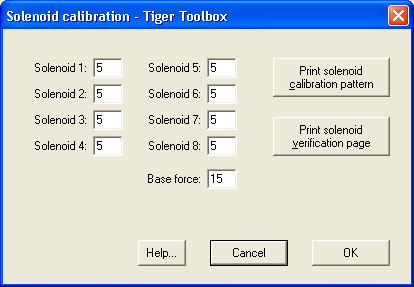 Solenoid calibration - Tiger Toolbox
Solenoid 1: 5 Solenoid 5: 5
Solenoid 2: 5 Solenoid 6: 5
Solenoid 3: 5 Solenoid 7: 5
Solenoid 4: 5 Solenoid 8: 5
Base force: 15
Print solenoid
calibration pattern
Print solenoid
verification page
Help... Cancel OK